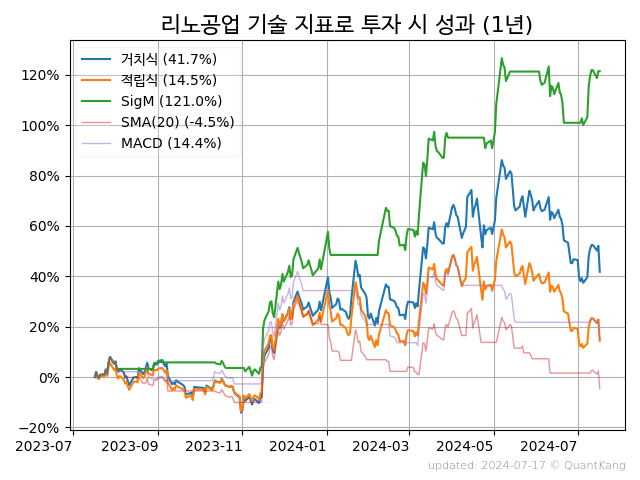 리노공업 기술 지표로 투자 시 성과 (1년)
거치식 (41.7%)
적립식 (14.5%)
SigM (121.0%)
SMA(20) (-4.5%)
MACD (14.4%)
120%
100%
80%
60%
40%
20%
0%
−20%
2023-07 2023-09 2023-11 2024-01 2024-03 2024-05 2024-07
updated: 2024-07-17 © QuantKang